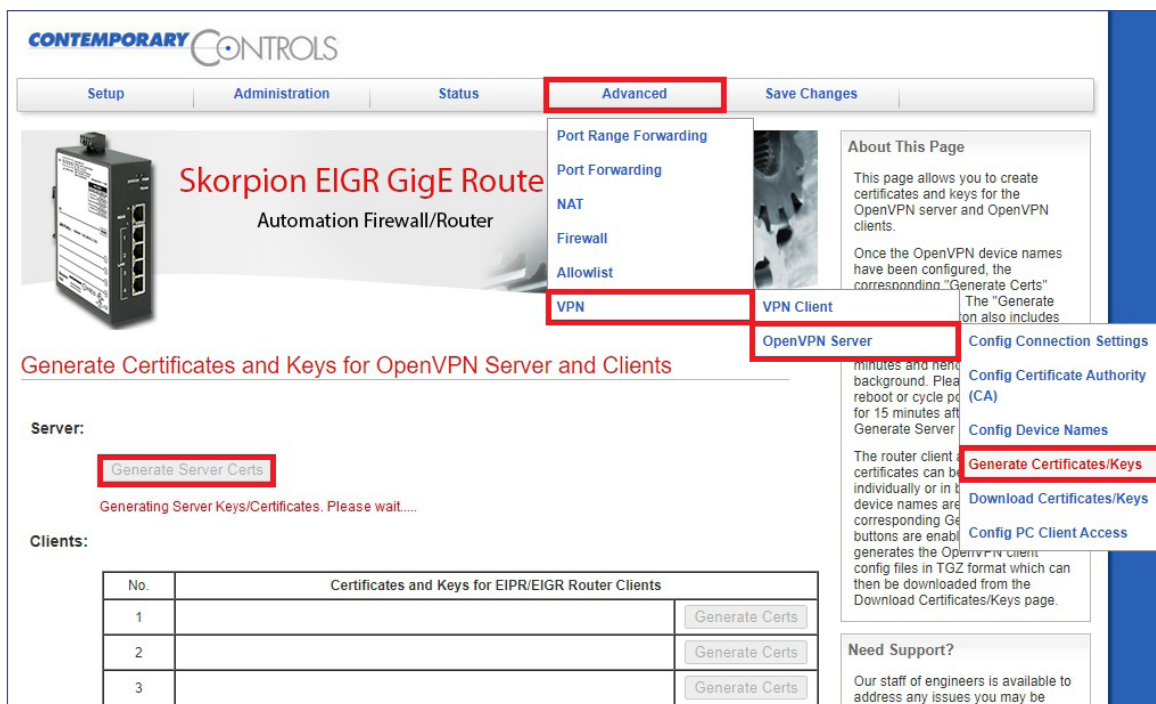 CONTEMPORARY CONTROLS
Setup
Administration
Status
Advanced
Save Changes
Port Range Forwarding
Port Forwarding
NAT
Firewall
Allowlist
VPN
VPN Client
OpenVPN Server
Config Connection Settings
Config Certificate Authority
(CA)
Config Device Names
Generate Certificates/Keys
Download Certificates/Keys
Config PC Client Access
Skorpion EIGR GigE Route
Automation Firewall/Router
Generate Certificates and Keys for OpenVPN Server and Clients
Server:
Generate Server Certs
Generating Server Keys/Certificates. Please wait.....
Clients:
No.
Certificates and Keys for EIPR/EIGR Router Clients
1
Generate Certs
2
Generate Certs
3
Generate Certs
About This Page
This page allows you to create
certificates and keys for the
OpenVPN server and OpenVPN
clients.
Once the OpenVPN device names
have been configured, the
corresponding "Generate Certs"
The "Generate
also includes
minutes and
background.
reboot or cycle
for 15 minutes
Generate Server
The router client
certificates can
individually or in
device names are
corresponding
buttons are
generates the OpenVPN client
config files in TGZ format which can
then be downloaded from the
Download Certificates/Keys page.
Need Support?
Our staff of engineers is available to
address any issues you may be